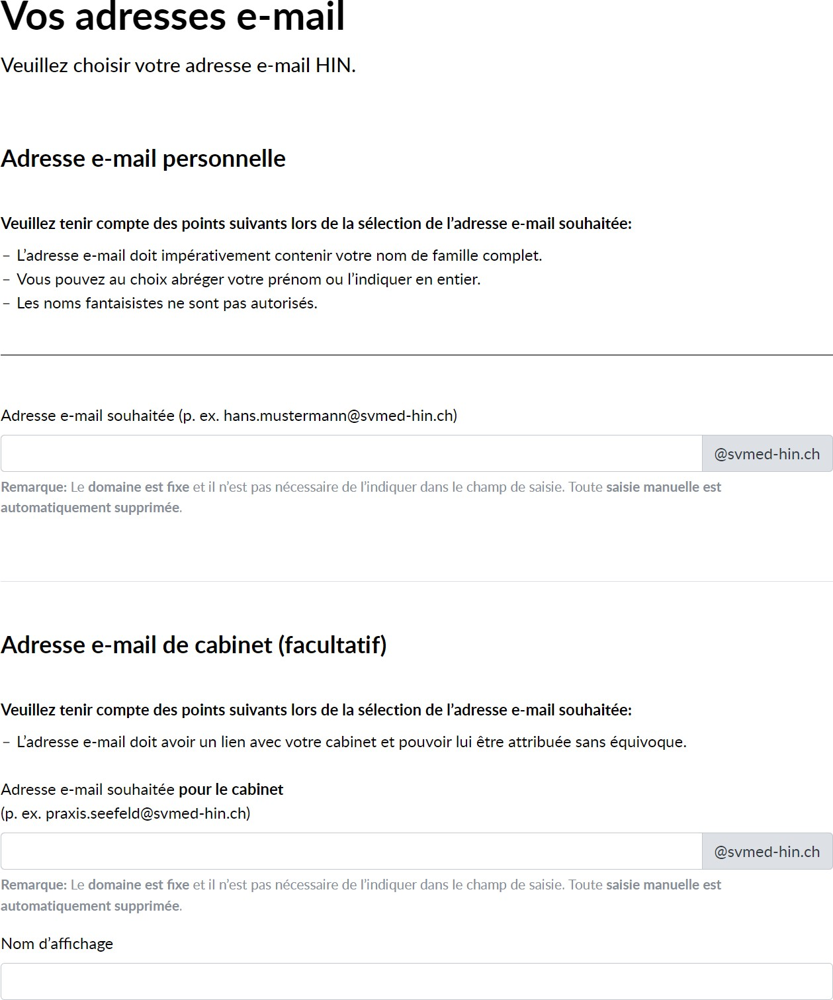 Vos adresses e-mail
Veuillez choisir votre adresse e-mail HIN.
Adresse e-mail personnelle
Veuillez tenir compte des points suivants lors de la sélection de l’adresse e-mail souhaitée:
– L’adresse e-mail doit impérativement contenir votre nom de famille complet.
– Vous pouvez au choix abréger votre prénom ou l’indiquer en entier.
– Les noms fantaisistes ne sont pas autorisés.
Adresse e-mail souhaitée (p. ex. hans.mustermann@svmed-hin.ch)
@svmed-hin.ch
Remarque: Le domaine est fixe et il n’est pas nécessaire de l’indiquer dans le champ de saisie. Toute saisie manuelle est
automatiquement supprimée.
Adresse e-mail de cabinet (facultatif)
Veuillez tenir compte des points suivants lors de la sélection de l’adresse e-mail souhaitée:
– L’adresse e-mail doit avoir un lien avec votre cabinet et pouvoir lui être attribuée sans équivoque.
Adresse e-mail souhaitée pour le cabinet
(p. ex. praxis.seefeld@svmed-hin.ch)
@svmed-hin.ch
Remarque: Le domaine est fixe et il n’est pas nécessaire de l’indiquer dans le champ de saisie. Toute saisie manuelle est
automatiquement supprimée.
Nom d’affichage